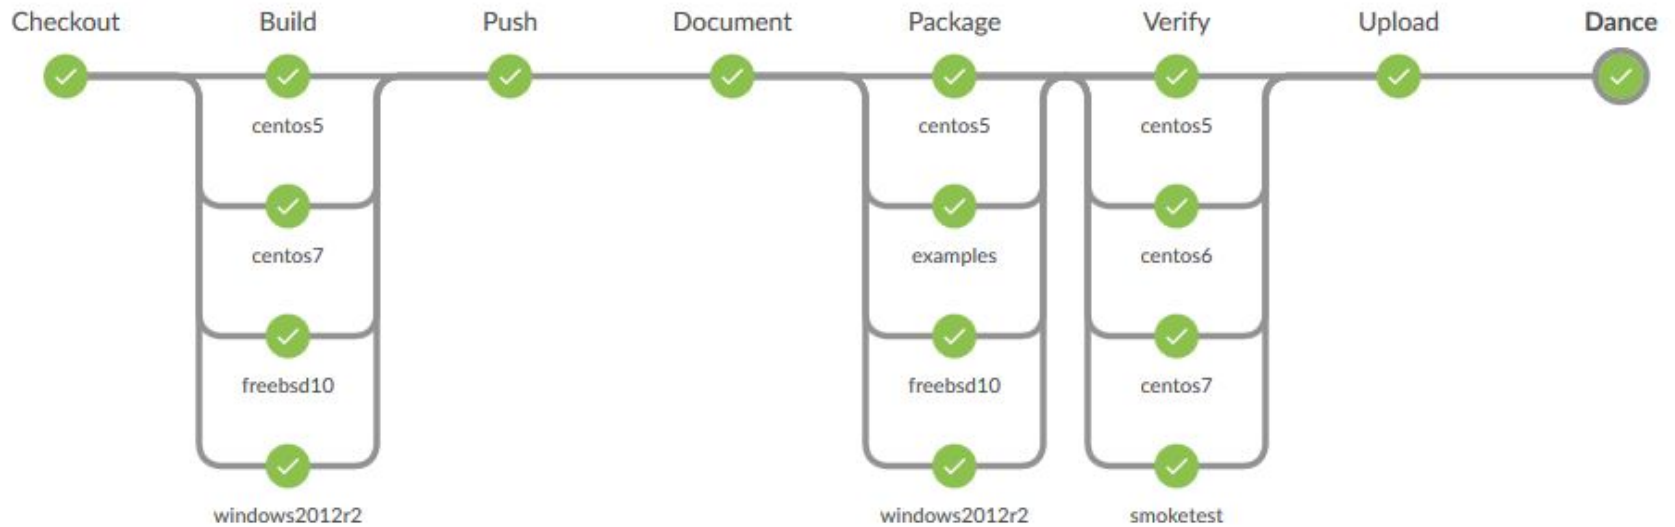 Checkout Build Push Document Package Verify Upload Dance
centos5 centos5 centos5
centos7 examples centos6
freebsd10 freebsd10 centos7
windows2012r2 windows2012r2 smoketest